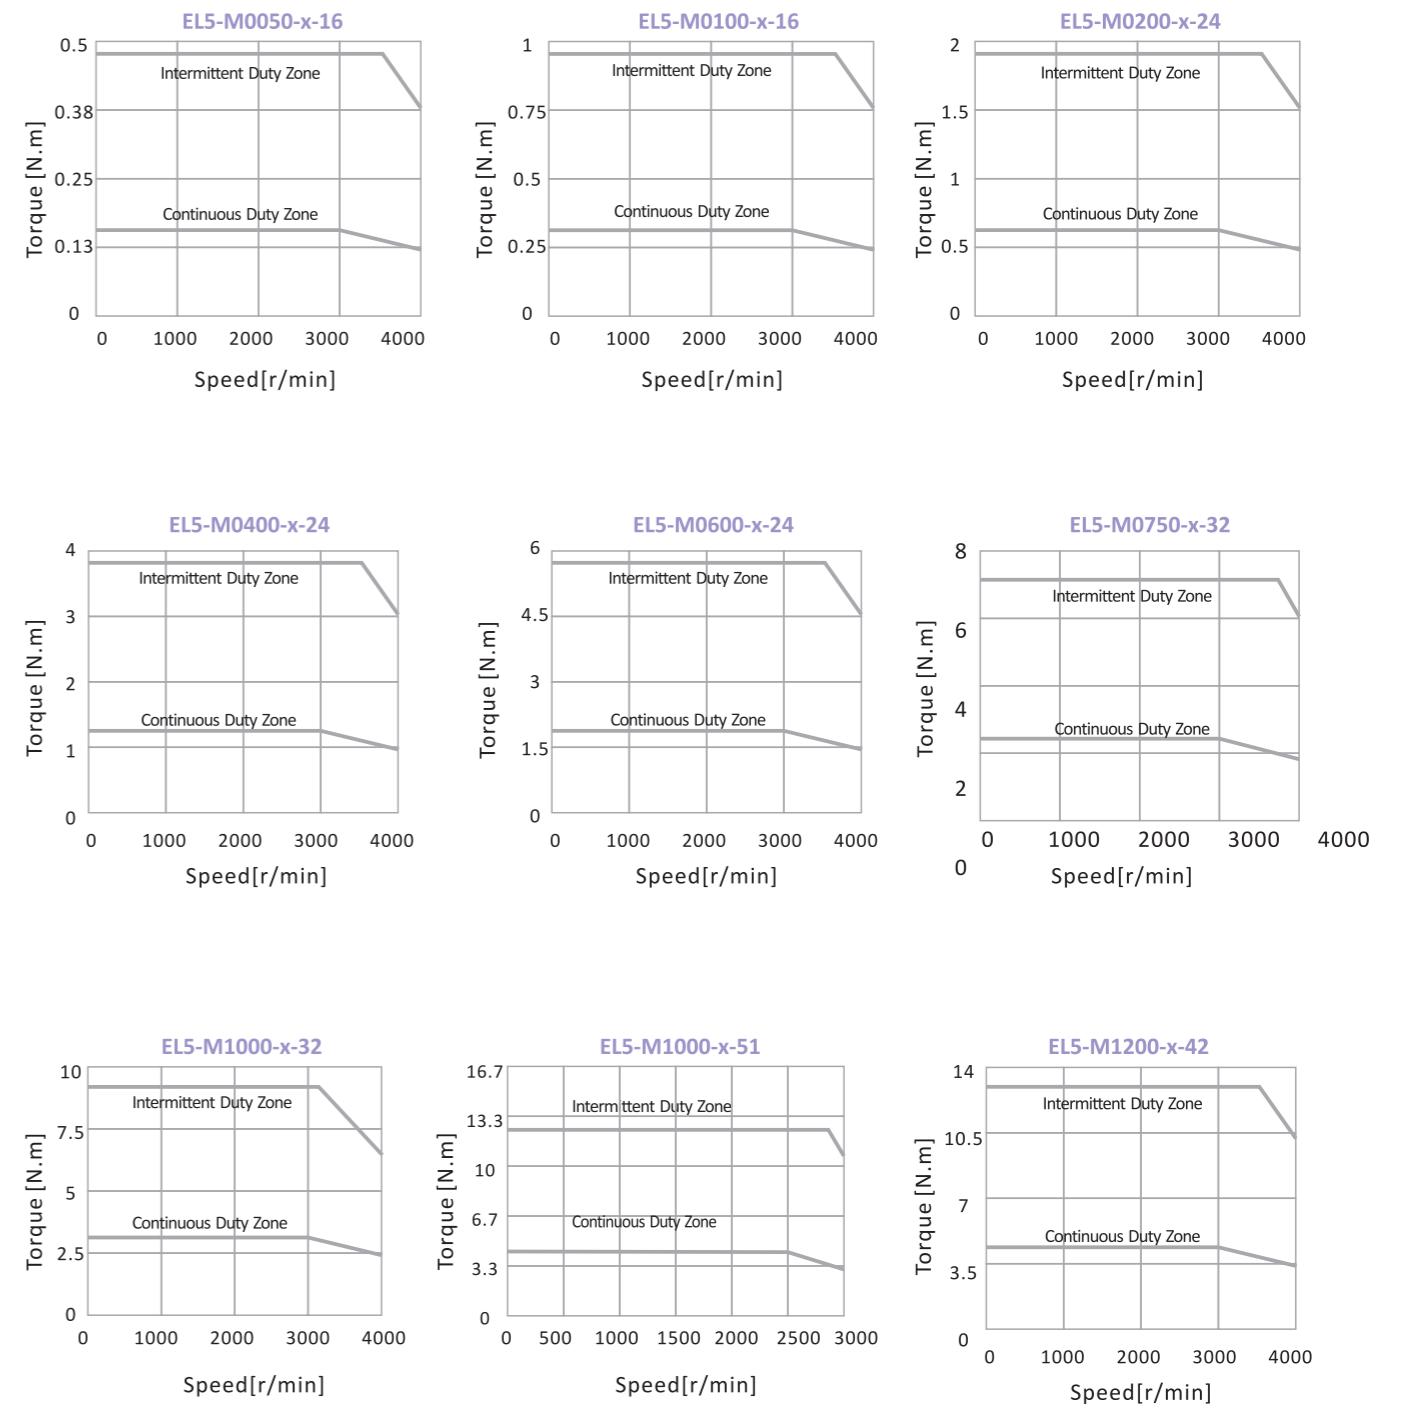 EL5-M0050-x-16
0.5
0.38
0.25
0.13
0
Torque [N.m]
Intermittent Duty Zone
Continuous Duty Zone
0 1000 2000 3000 4000
Speed[r/min]
EL5-M0100-x-16
1
0.75
0.5
0.25
0
Torque [N.m]
Intermittent Duty Zone
Continuous Duty Zone
0 1000 2000 3000 4000
Speed[r/min]
EL5-M0200-x-24
2
1.5
1
0.5
0
Torque [N.m]
Intermittent Duty Zone
Continuous Duty Zone
0 1000 2000 3000 4000
Speed[r/min]
EL5-M0400-x-24
4
3
2
1
0
Torque [N.m]
Intermittent Duty Zone
Continuous Duty Zone
0 1000 2000 3000 4000
Speed[r/min]
EL5-M0600-x-24
6
4.5
3
1.5
0
Torque [N.m]
Intermittent Duty Zone
Continuous Duty Zone
0 1000 2000 3000 4000
Speed[r/min]
EL5-M0750-x-32
8
6
4
2
0
Torque [N.m]
Intermittent Duty Zone
Continuous Duty Zone
0 1000 2000 3000 4000
Speed[r/min]
EL5-M1000-x-32
10
7.5
5
2.5
0
Torque [N.m]
Intermittent Duty Zone
Continuous Duty Zone
0 1000 2000 3000 4000
Speed[r/min]
EL5-M1000-x-51
16.7
13.3
10
6.7
3.3
0
Torque [N.m]
Intermittent Duty Zone
Continuous Duty Zone
0 500 1000 1500 2000 2500 3000
Speed[r/min]
EL5-M1200-x-42
14
10.5
7
3.5
0
Torque [N.m]
Intermittent Duty Zone
Continuous Duty Zone
0 1000 2000 3000 4000
Speed[r/min]